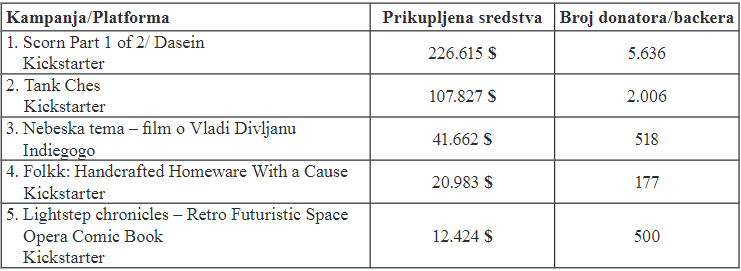 Kampanja/Platforma Prikupljena sredstva Broj donatora/backera
1. Scorn Part 1 of 2/ Dasein
Kickstarter
226.615 $ 5.636
2. Tank Ches
Kickstarter
107.827 $ 2.006
3. Nebeska tema – film o Vladi Divljanu
Indiegogo
41.662 $ 518
4. Folkk: Handcrafted Homeware With a Cause
Kickstarter
20.983 $ 177
5. Lightstep chronicles – Retro Futuristic Space
Opera Comic Book
Kickstarter
12.424 $ 500